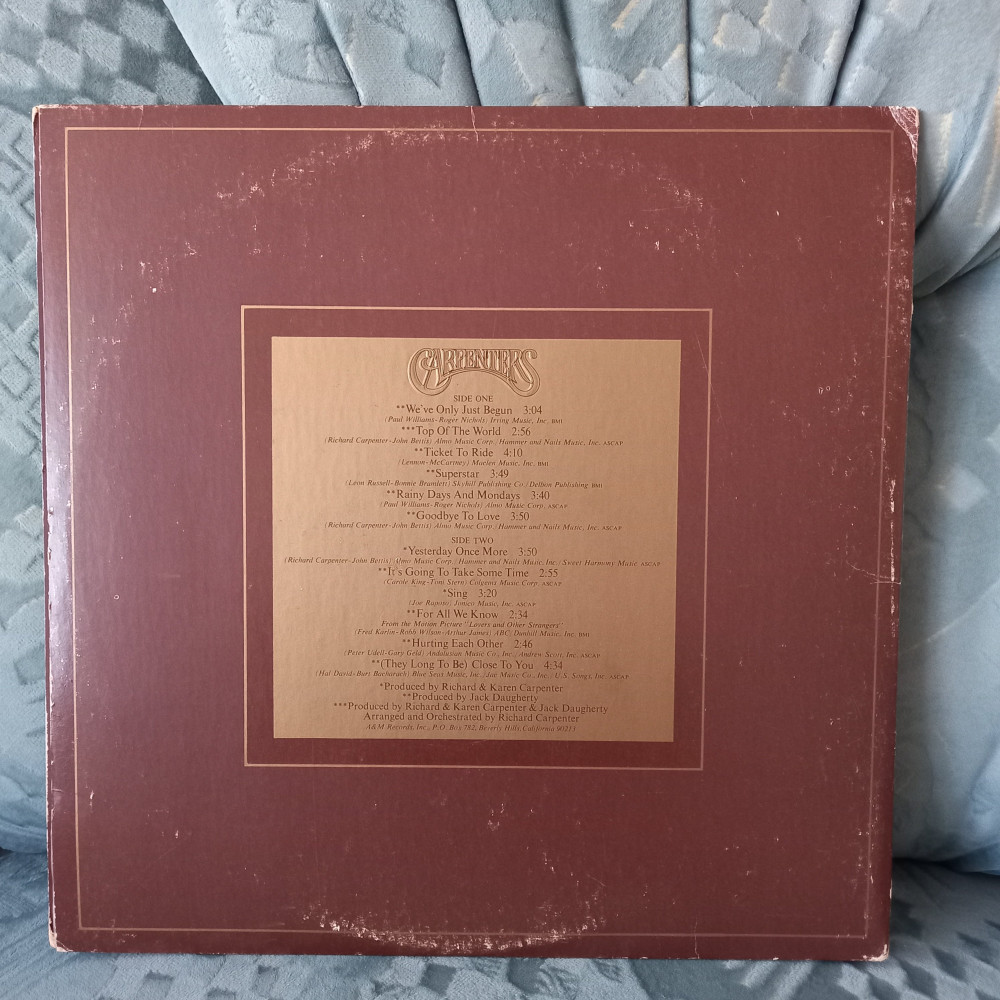 CARPENTERS
SIDE ONE
**We've Only Just Begun 3:04
(Paul Williams-Roger Nichols) Irving Music, Inc. BMI
***Top Of The World 2:56
(Richard Carpenter-John Bettis) Almo Music Corp./Hammer and Nails Music, Inc. ASCAP
**Ticket To Ride 4:10
(Lennon-McCartney) Maclen Music, Inc. BMI
**Superstar 3:49
(Leon Russell-Bonnie Bramlett) Skyhill Publishing Co./Delbon Publishing BMI
**Rainy Days And Mondays 3:40
(Paul Williams-Roger Nichols) Almo Music Corp. ASCAP
**Goodbye To Love 3:50
(Richard Carpenter-John Bettis) Almo Music Corp./Hammer and Nails Music, Inc. ASCAP
SIDE TWO
*Yesterday Once More 3:50
(Richard Carpenter-John Bettis) Almo Music Corp./Hammer and Nails Music, Inc./Sweet Harmony Music ASCAP
**It's Going To Take Some Time 2:55
(Carole King-Toni Stern) Colgems Music Corp. ASCAP
*Sing 3:20
(Joe Raposo) Jonico Music, Inc. ASCAP
**For All We Know 2:34
From the Motion Picture "Lovers and Other Strangers"
(Fred Karlin-Robb Wilson-Arthur James) ABC/Dunhill Music, Inc. BMI
**Hurting Each Other 2:46
(Peter Udell-Gary Geld) Andalusian Music Co., Inc./Andrew Scott, Inc. ASCAP
**(They Long To Be) Close To You 4:34
(Hal David-Burt Bacharach) Blue Seas Music, Inc./Jac Music Co., Inc./U.S. Songs, Inc. ASCAP
*Produced by Richard & Karen Carpenter
**Produced by Jack Daugherty
***Produced by Richard & Karen Carpenter & Jack Daugherty
Arranged and Orchestrated by Richard Carpenter
A&M Records, Inc., P.O. Box 782, Beverly Hills, California 90213